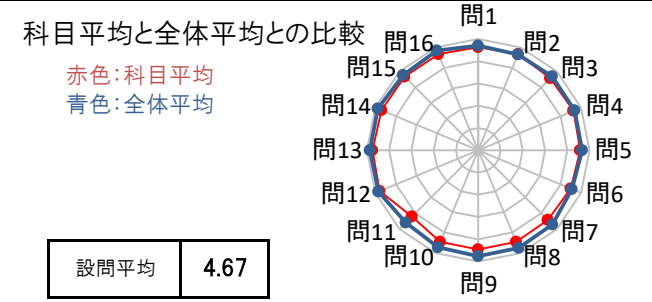 科目平均と全体平均との比較
赤色:科目平均
青色:全体平均
問1
問2
問3
問4
問5
問6
問7
問8
問9
問10
問11
問12
問13
問14
問15
問16
設問平均 4.67